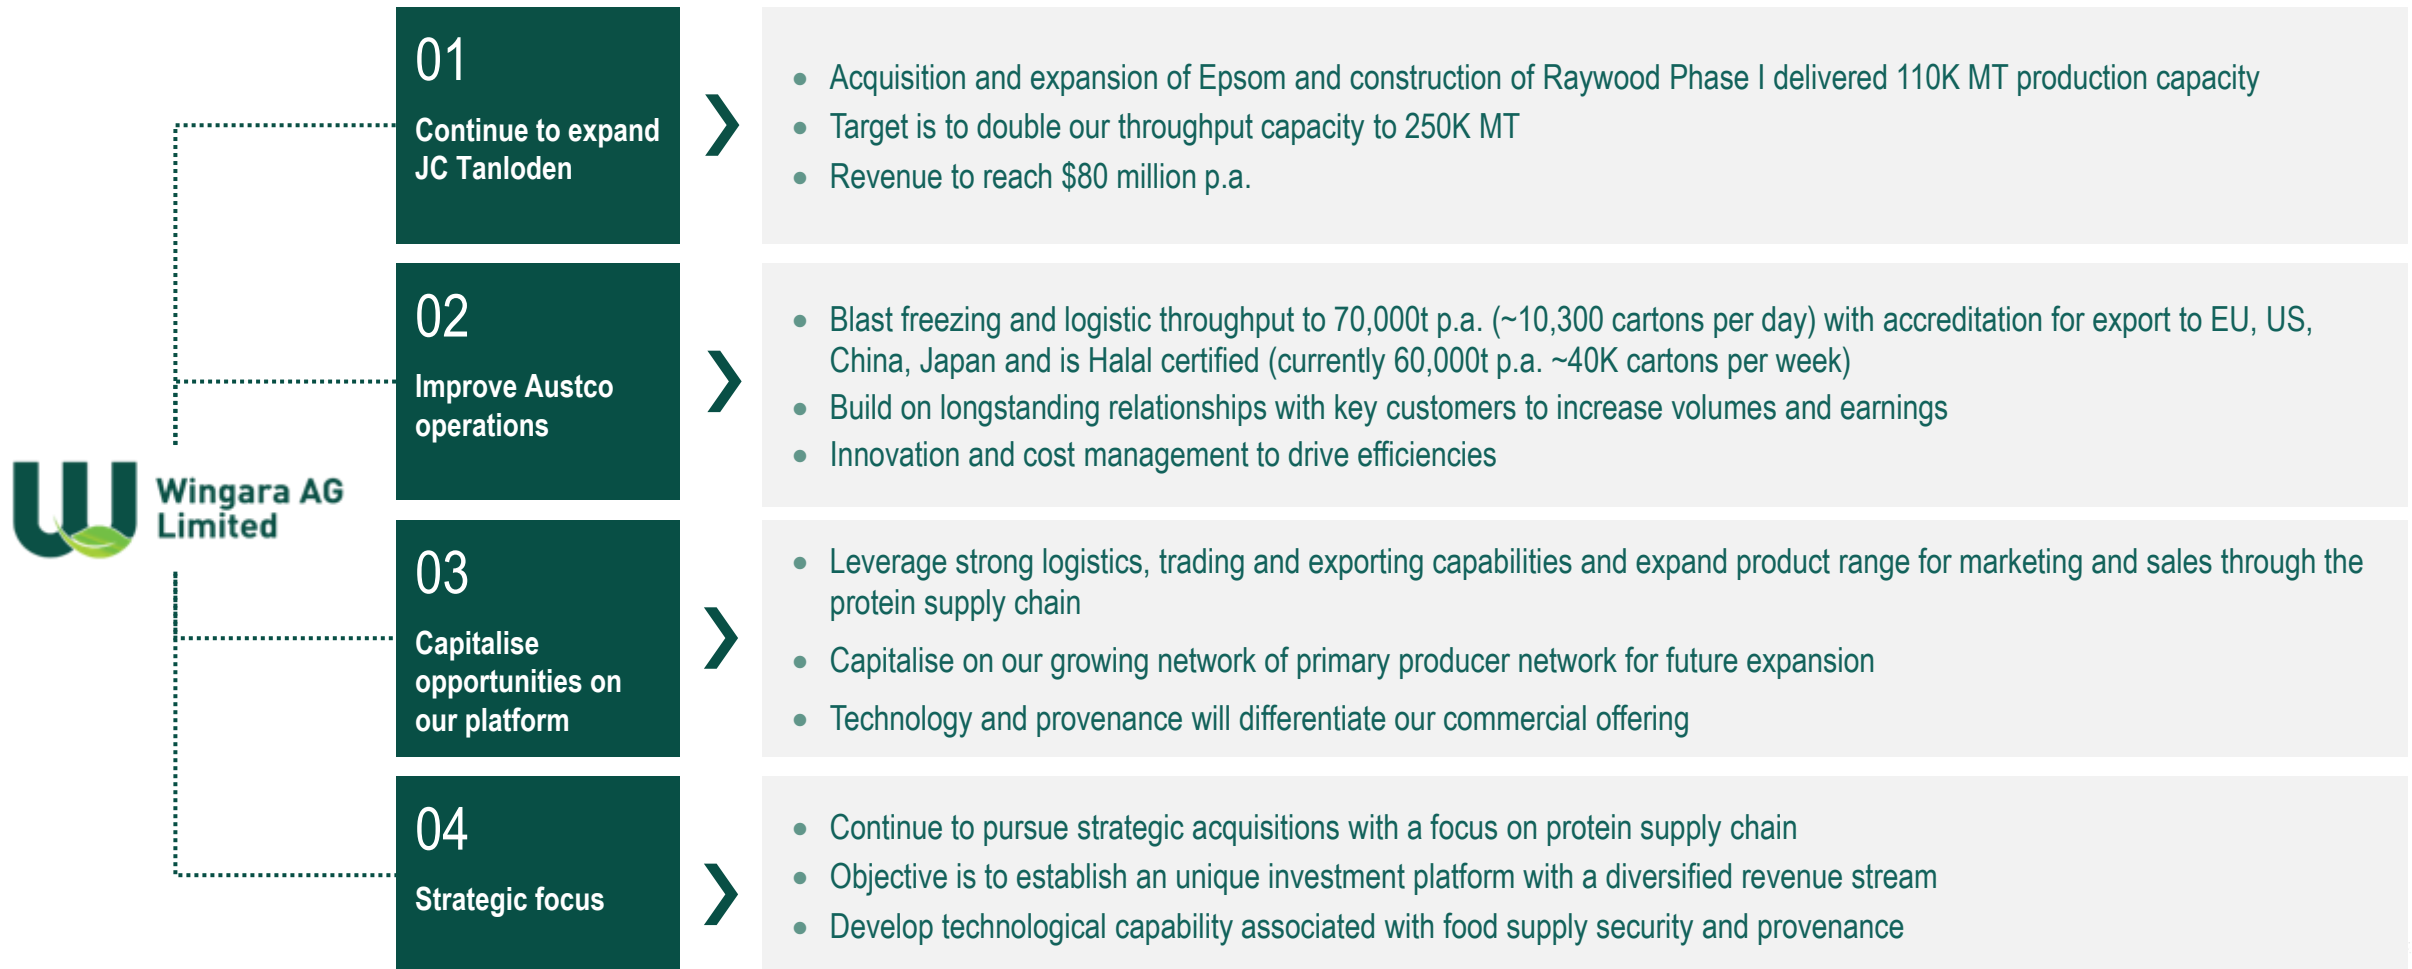 01
Continue to expand
JC Tanloden
• Acquisition and expansion of Epsom and construction of Raywood Phase I delivered 110K MT production capacity
• Target is to double our throughput capacity to 250K MT
• Revenue to reach $80 million p.a.
02
Improve Austco
operations
• Blast freezing and logistic throughput to 70,000t p.a. (~10,300 cartons per day) with accreditation for export to EU, US,
China, Japan and is Halal certified (currently 60,000t p.a. ~40K cartons per week)
• Build on longstanding relationships with key customers to increase volumes and earnings
• Innovation and cost management to drive efficiencies
Wingara AG
Limited
03
Capitalise
opportunities on
our platform
• Leverage strong logistics, trading and exporting capabilities and expand product range for marketing and sales through the
protein supply chain
• Capitalise on our growing network of primary producer network for future expansion
• Technology and provenance will differentiate our commercial offering
04
Strategic focus
• Continue to pursue strategic acquisitions with a focus on protein supply chain
• Objective is to establish an unique investment platform with a diversified revenue stream
• Develop technological capability associated with food supply security and provenance